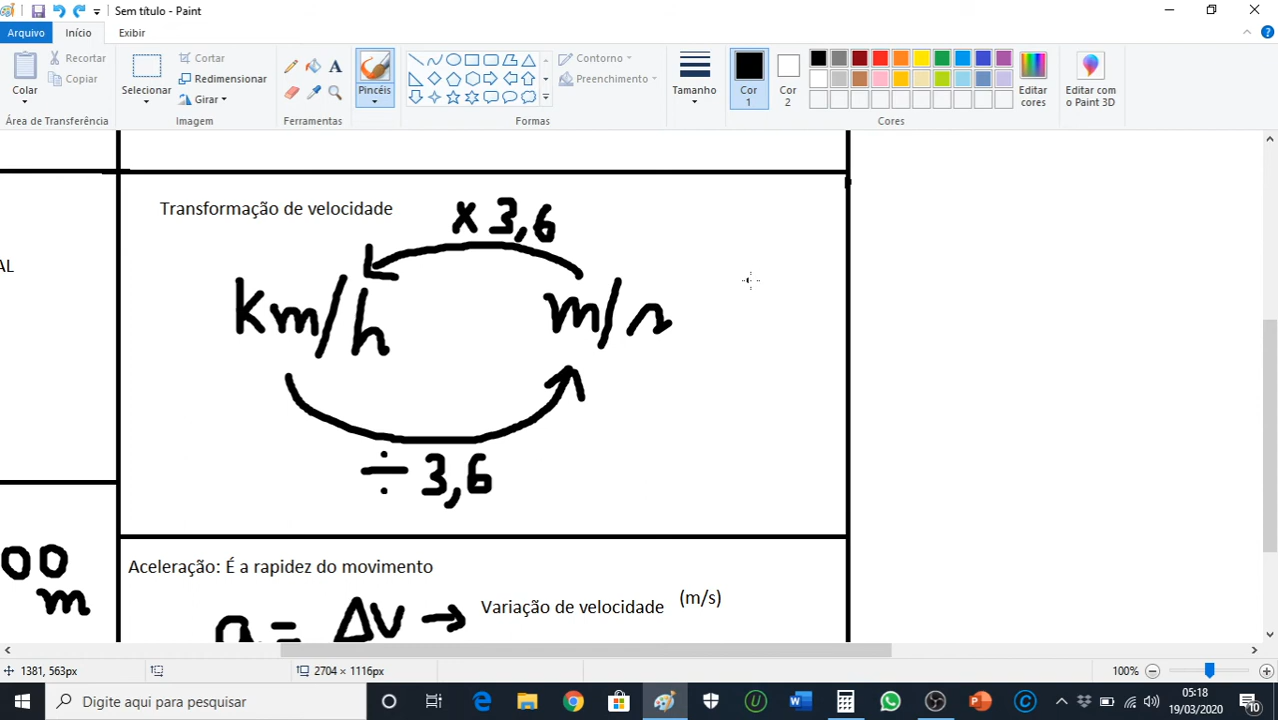 Sem título - Paint
Arquivo Início Exibir
Colar
Recortar
Copiar
Área de Transferência
Selecionar
Cortar
Redimensionar
Girar
Imagem
A
Ferramentas
Pincéis
Contorno
Preenchimento
Formas
Tamanho
Cor 1
Cor 2
Editar cores
Cores
Editar com o Paint 3D
AL
00
m
Transformação de velocidade
x 3,6
km/h m/s
÷ 3,6
Aceleração: É a rapidez do movimento
a = ΔV → Variação de velocidade (m/s)
1381, 563px 2704 × 1116px 100%
Digite aqui para pesquisar
05:18
19/03/2020
10